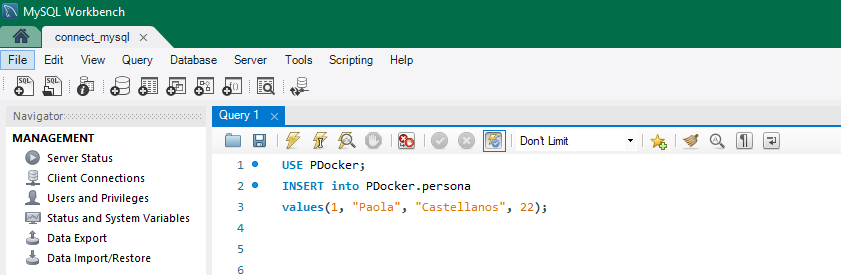 MySQL Workbench
connect_mysql ×
File Edit View Query Database Server Tools Scripting Help
Navigator
Query 1 ×
MANAGEMENT
Server Status
Client Connections
Users and Privileges
Status and System Variables
Data Export
Data Import/Restore
Don't Limit
1 USE PDocker;
2 INSERT into PDocker.persona
3 values(1, "Paola", "Castellanos", 22);
4
5
6